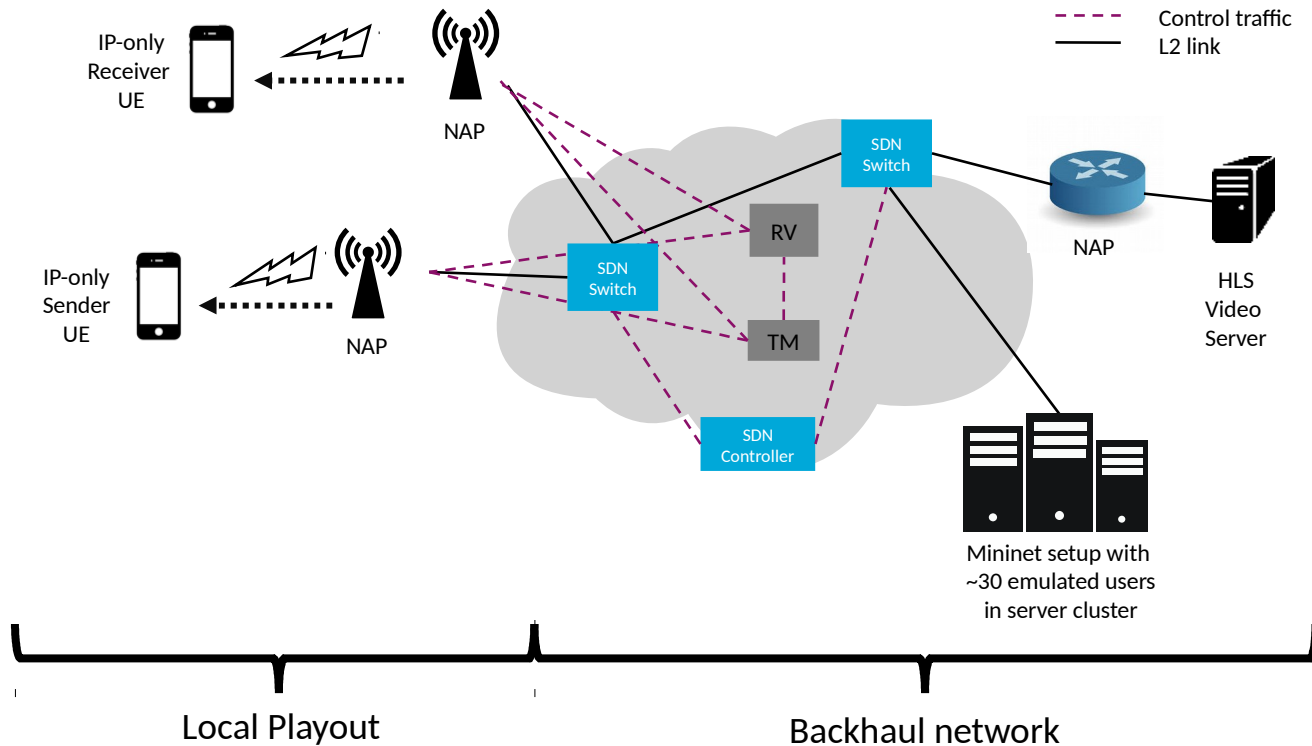 Control traffic
L2 link
IP-only
Receiver
UE
NAP
SDN
Switch
RV
NAP
HLS
Video
Server
IP-only
Sender
UE
NAP
SDN
Switch
TM
SDN
Controller
Mininet setup with
~30 emulated users
in server cluster
Local Playout
Backhaul network